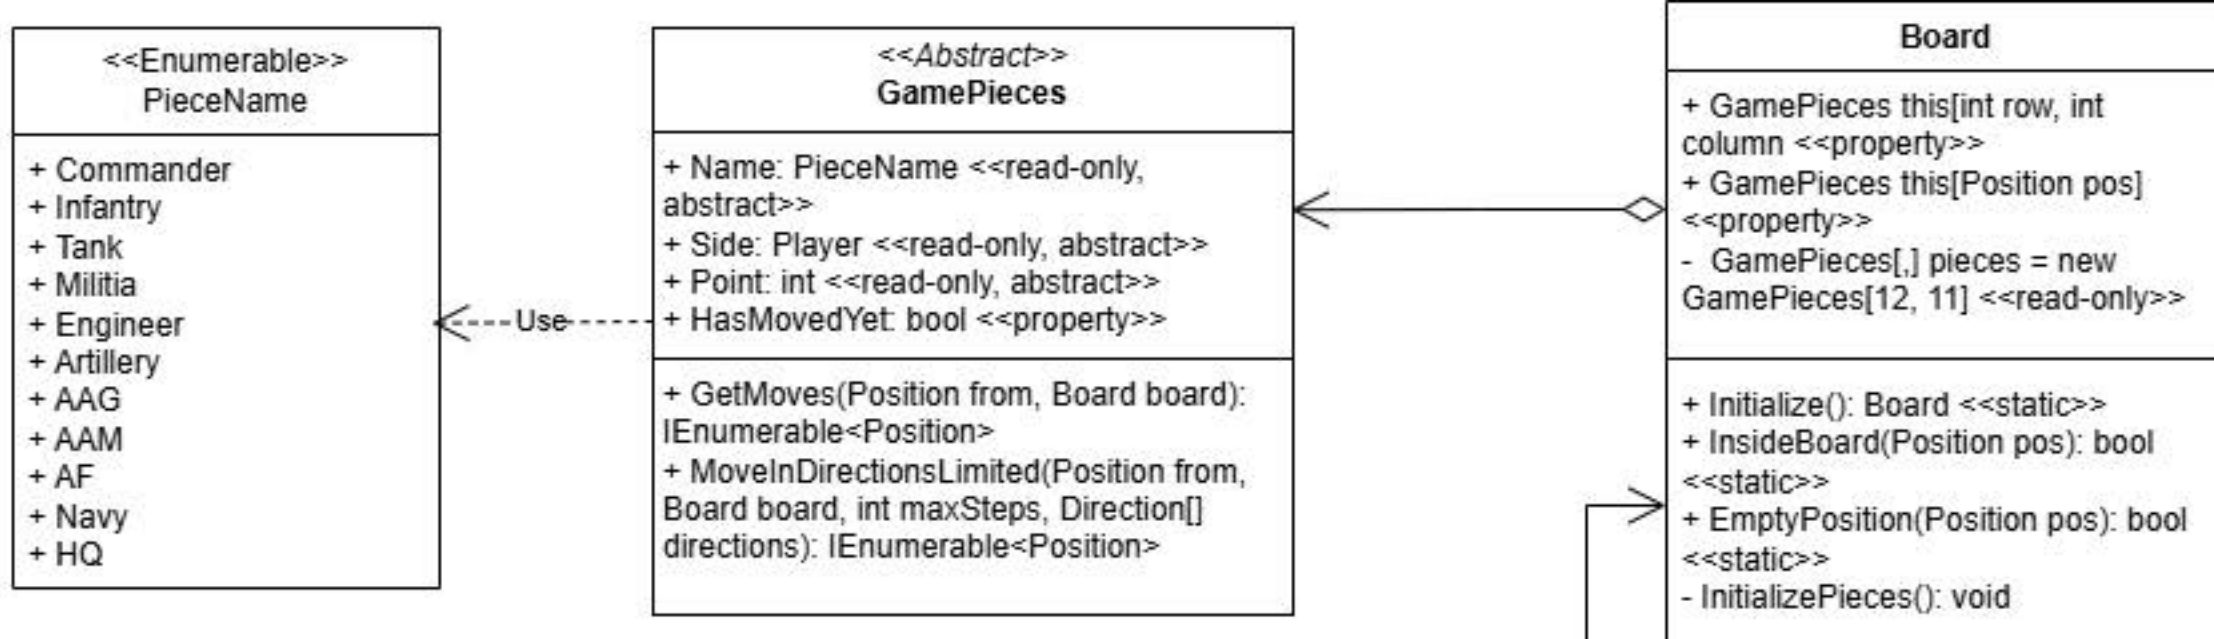 <<Enumerable>>
PieceName
+ Commander
+ Infantry
+ Tank
+ Militia
+ Engineer
+ Artillery
+ AAG
+ AAM
+ AF
+ Navy
+ HQ
Use
<<Abstract>>
GamePieces
+ Name: PieceName <<read-only,
abstract>>
+ Side: Player <<read-only, abstract>>
+ Point: int <<read-only, abstract>>
+ HasMovedYet: bool <<property>>
+ GetMoves(Position from, Board board):
IEnumerable<Position>
+ MoveInDirectionsLimited(Position from,
Board board, int maxSteps, Direction[]
directions): IEnumerable<Position>
Board
+ GamePieces this[int row, int
column <<property>>
+ GamePieces this[Position pos]
<<property>>
- GamePieces[,] pieces = new
GamePieces[12, 11] <<read-only>>
+ Initialize(): Board <<static>>
+ InsideBoard(Position pos): bool
<<static>>
+ EmptyPosition(Position pos): bool
<<static>>
- InitializePieces(): void